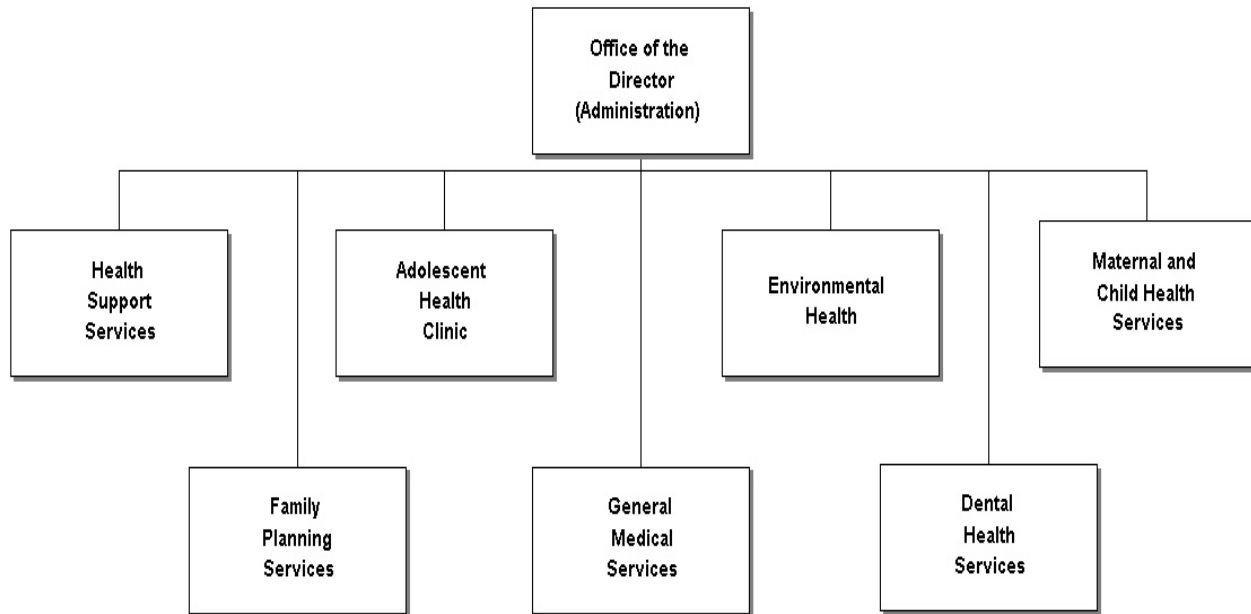 Office of the
Director
(Administration)
Health
Support
Services
Adolescent
Health
Clinic
Environmental
Health
Maternal and
Child Health
Services
Family
Planning
Services
General
Medical
Services
Dental
Health
Services